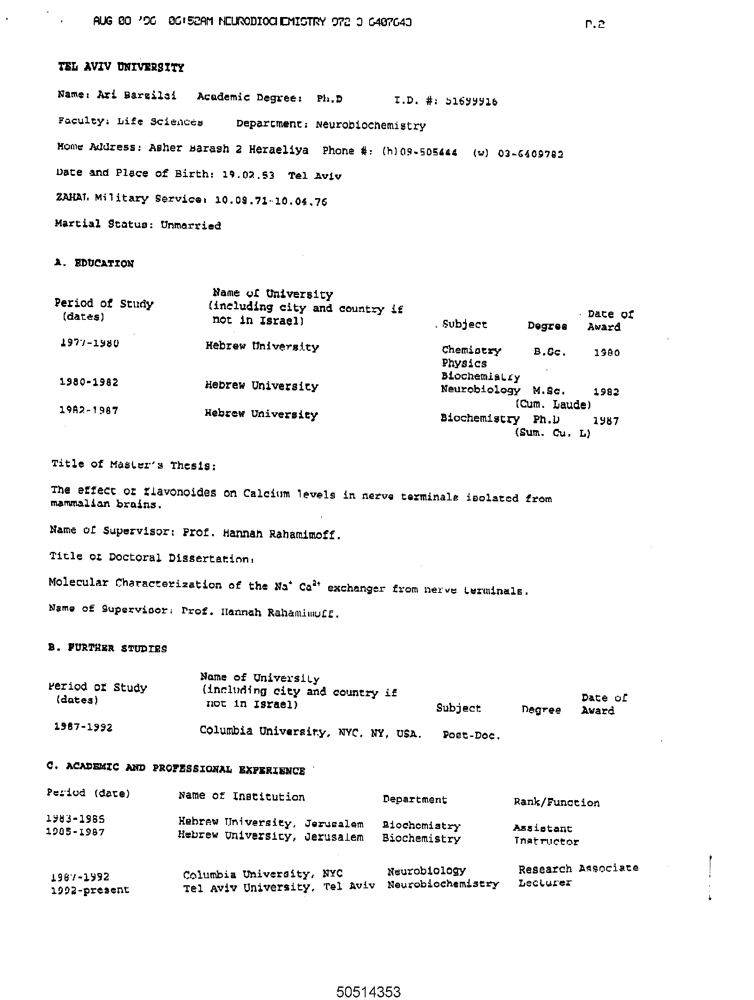 AUG 00 '96 06:52AM NEURODIOCHEMISTRY 972 3 6407643 P.2
TEL AVIV UNIVERSITY
Name: Ari Barzilai Academic Degree: Ph.D I.D. #: 51699916
Faculty: Life Sciences Department: Neurobiochemistry
Home Address: Asher Barash 2 Heraeliya Phone #: (h)09-505444 (w) 03-6409782
Date and Place of Birth: 19.02.53 Tel Aviv
ZAHAL Military Service: 10.08.71-10.04.76
Martial Status: Unmarried
A. EDUCATION
Period of Study (dates)
Name of University
(including city and country if
not in Israel)
Subject Degree Date of Award
1977-1980 Hebrew University Chemistry B.Sc. 1980
Physics
Biochemistry
1980-1982 Hebrew University Neurobiology M.Sc. 1982
(Cum. Laude)
1982-1987 Hebrew University Biochemistry Ph.D 1987
(Sum. Cu. L)
Title of Master's Thesis:
The effect of flavonoides on Calcium levels in nerve terminals isolated from
mammalian brains.
Name of Supervisor: Prof. Hannah Rahamimoff.
Title of Doctoral Dissertation:
Molecular Characterization of the Na⁺ Ca²⁺ exchanger from nerve terminals.
Name of Supervisor: Prof. Hannah Rahamimoff.
B. FURTHER STUDIES
Period of Study (dates)
Name of University
(including city and country if
not in Israel)
Subject Degree Date of Award
1987-1992 Columbia University, NYC, NY, USA. Post-Doc.
C. ACADEMIC AND PROFESSIONAL EXPERIENCE
Period (date) Name of Institution Department Rank/Function
1983-1985 Hebrew University, Jerusalem Biochemistry Assistant
1985-1987 Hebrew University, Jerusalem Biochemistry Instructor
1987-1992 Columbia University, NYC Neurobiology Research Associate
1992-present Tel Aviv University, Tel Aviv Neurobiochemistry Lecturer
50514353